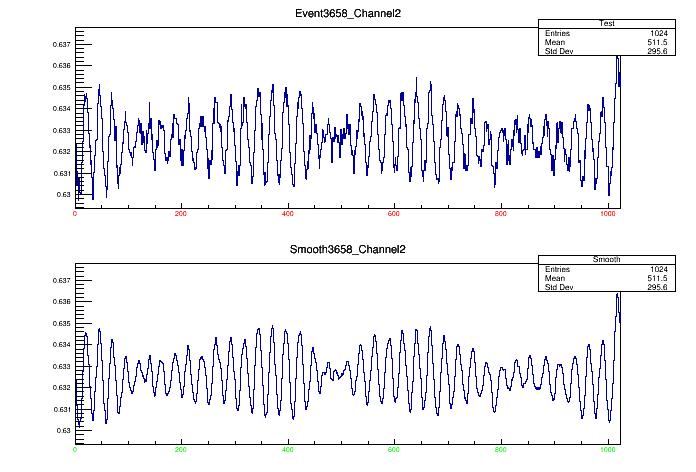 Event3658_Channel2
Test
Entries 1024
Mean 511.5
Std Dev 295.6
0.637
0.636
0.635
0.634
0.633
0.632
0.631
0.63
0 200 400 600 800 1000
Smooth3658_Channel2
Smooth
Entries 1024
Mean 511.5
Std Dev 295.6
0.637
0.636
0.635
0.634
0.633
0.632
0.631
0.63
0 200 400 600 800 1000